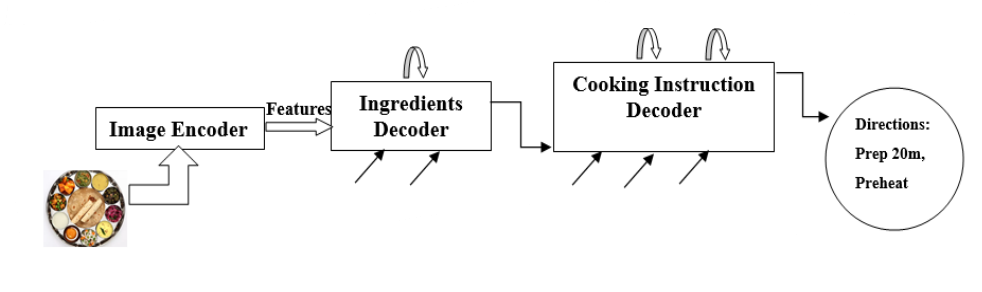 Image Encoder
Features
Ingredients
Decoder
Cooking Instruction
Decoder
Directions:
Prep 20m,
Preheat